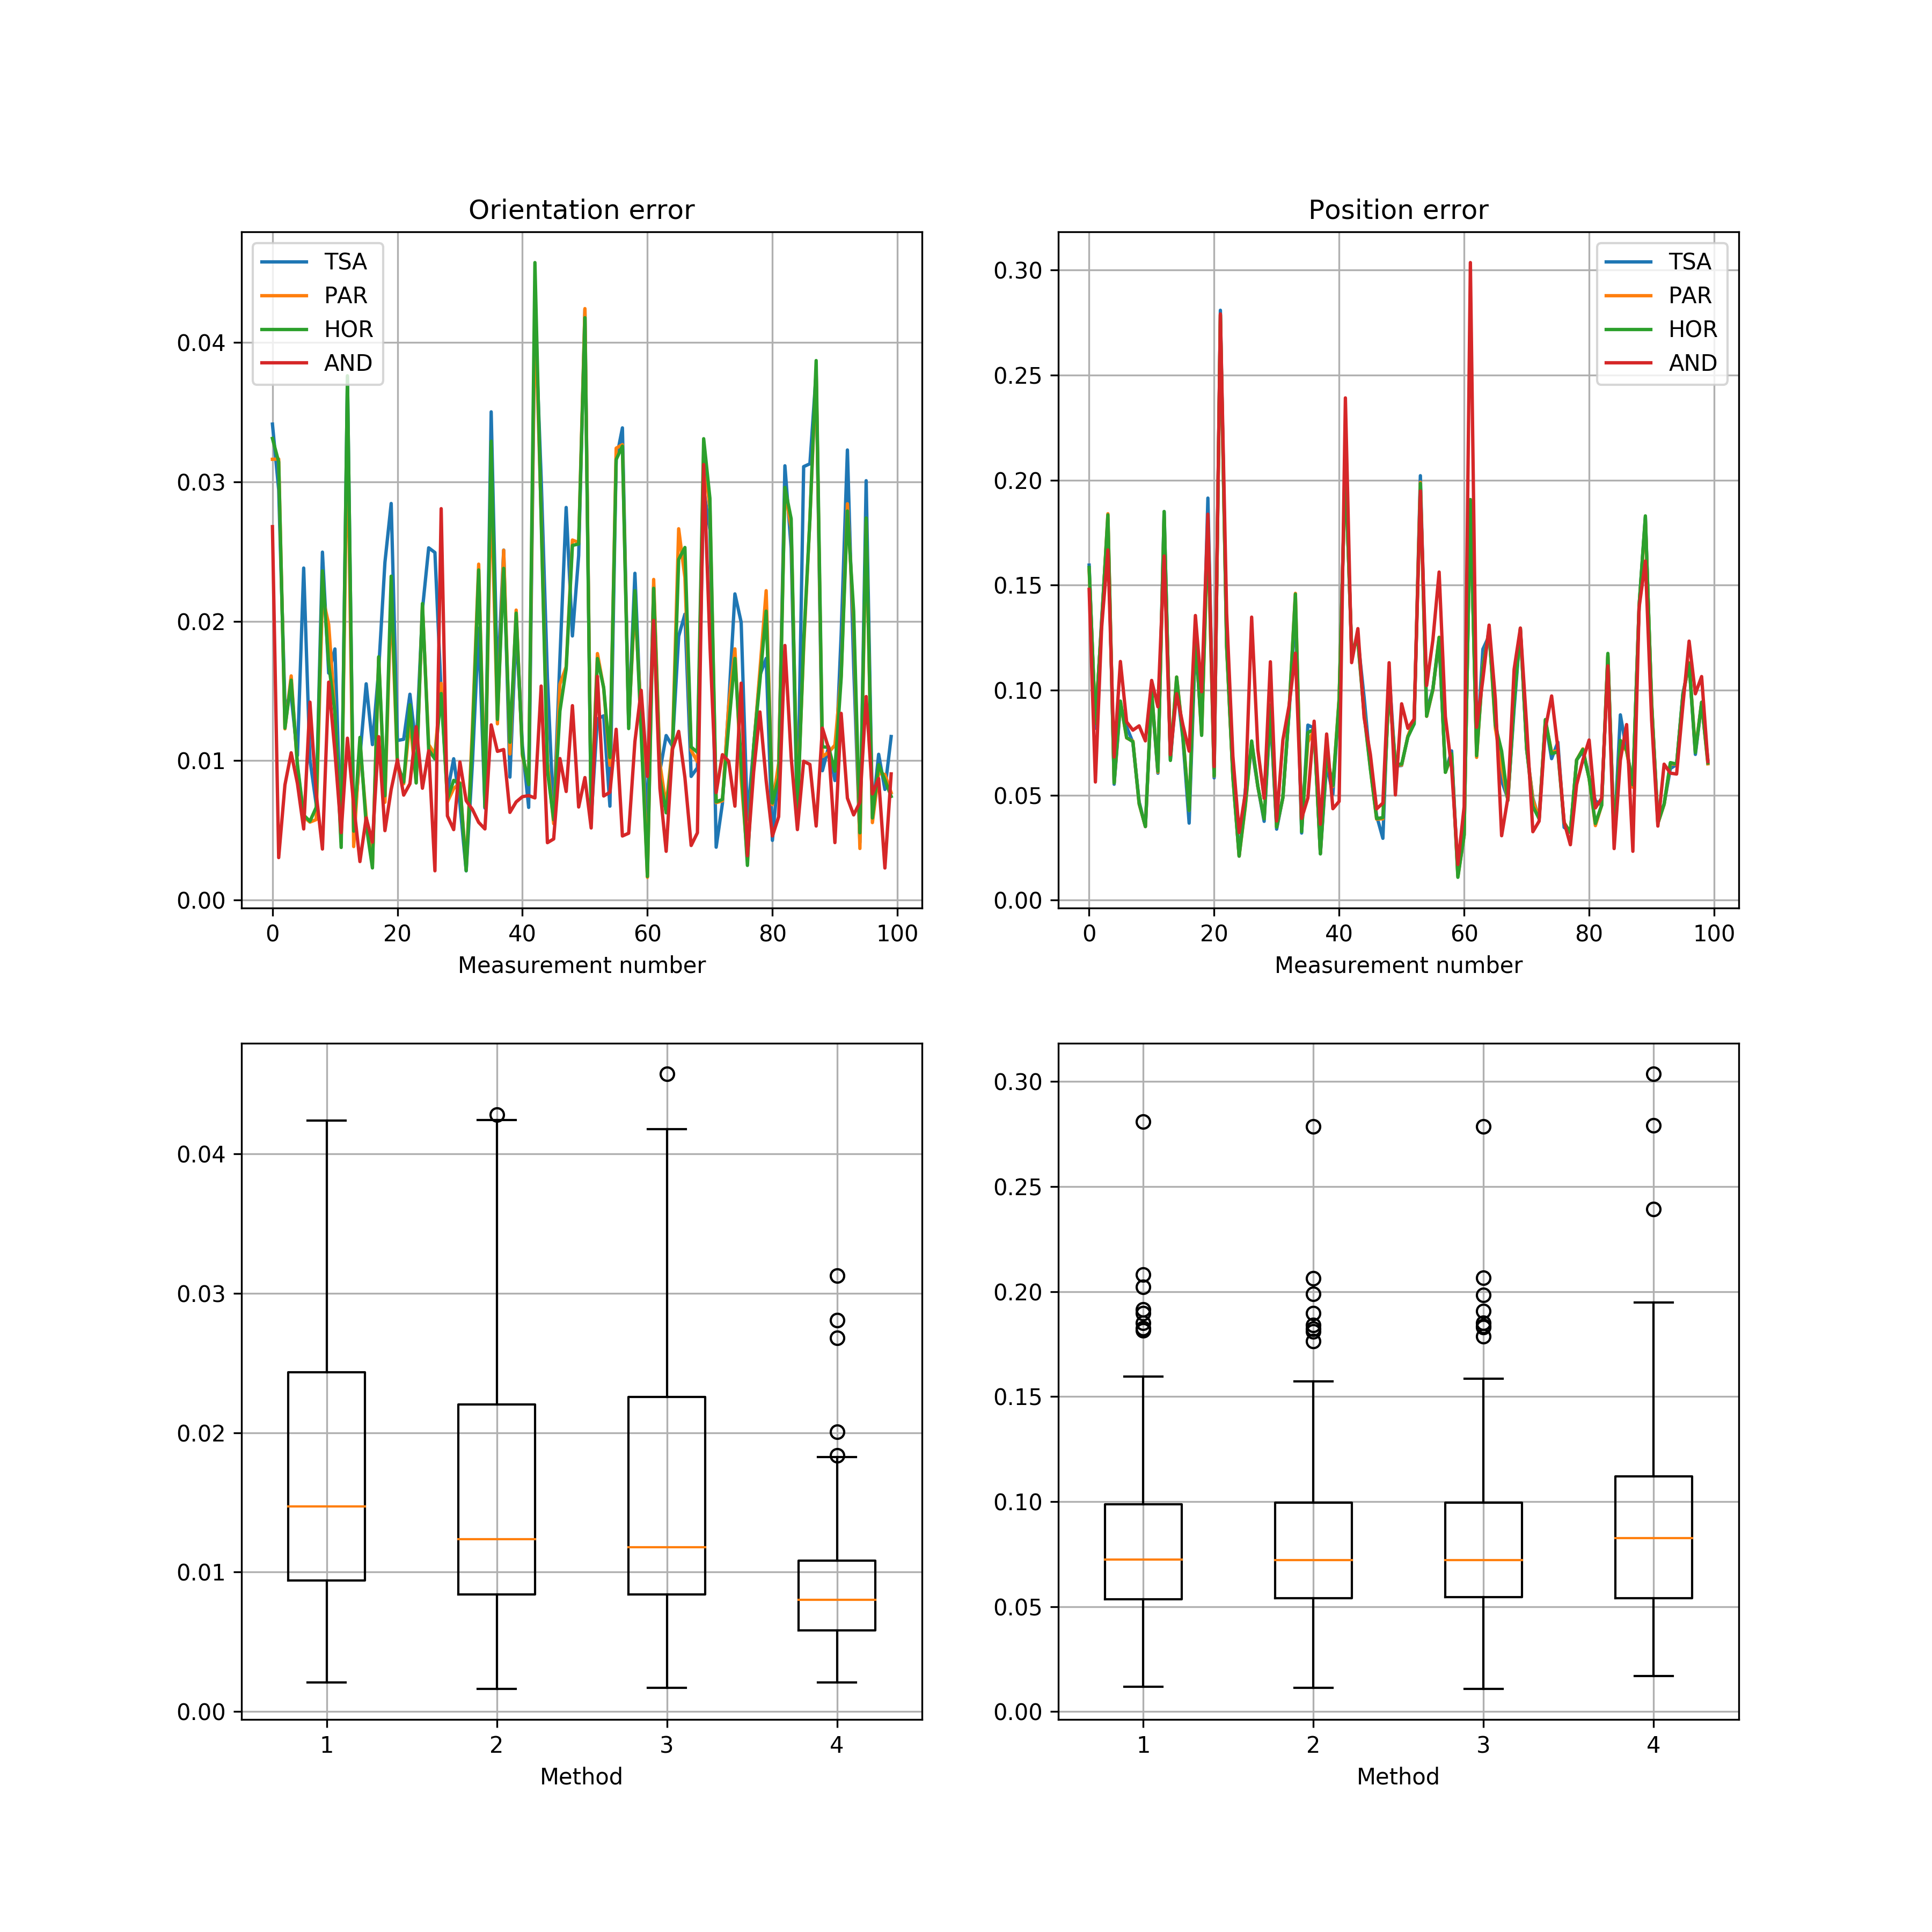 Orientation error
TSA
PAR
HOR
AND
0.04
0.03
0.02
0.01
0.00
0 20 40 60 80 100
Measurement number
Position error
TSA
PAR
HOR
AND
0.30
0.25
0.20
0.15
0.10
0.05
0.00
0 20 40 60 80 100
Measurement number
0.04
0.03
0.02
0.01
0.00
1 2 3 4
Method
0.30
0.25
0.20
0.15
0.10
0.05
0.00
1 2 3 4
Method